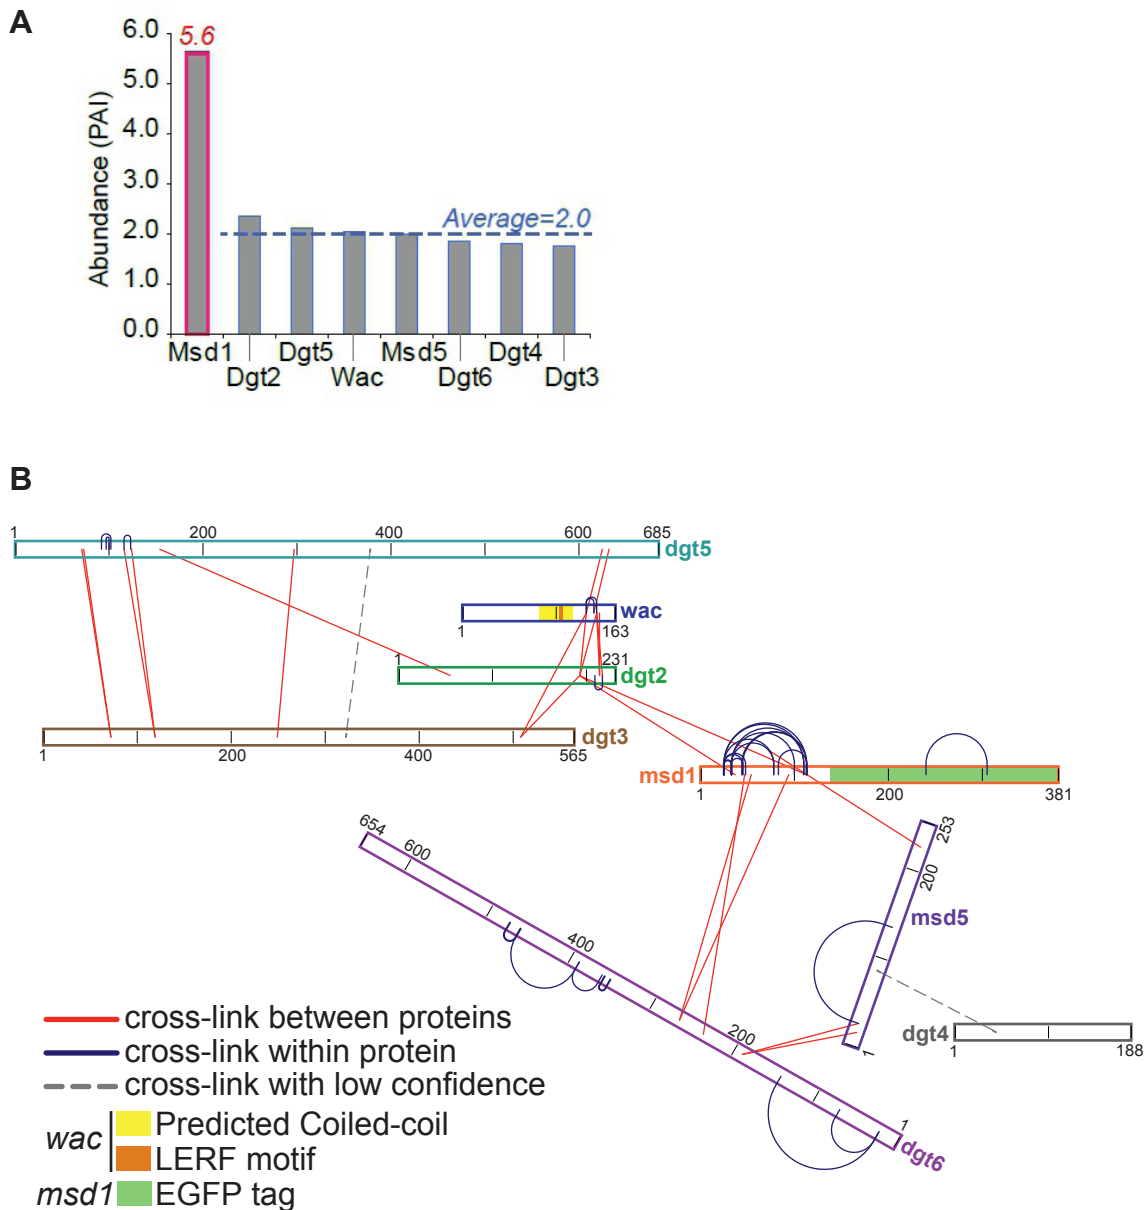 A
Abundance (PAI)
6.0
5.0
4.0
3.0
2.0
1.0
0.0
5.6
Average=2.0
Msd1 Dgt5 Msd5 Dgt4
Dgt2 Wac Dgt6 Dgt3
B
1 200 400 600 685
dgt5
wac
1 163
1 231
dgt2
dgt3
1 200 400 565
msd1
1 200 381
654 600 400 200 1
dgt6
253
200
msd5
1
dgt4
1 188
cross-link between proteins
cross-link within protein
cross-link with low confidence
wac Predicted Coiled-coil
LERF motif
msd1 EGFP tag